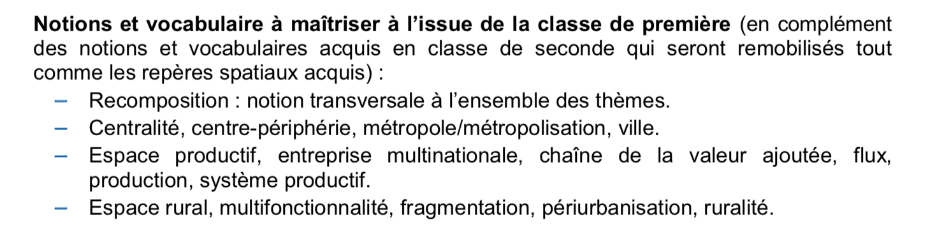 Notions et vocabulaire à maîtriser à l’issue de la classe de première (en complément
des notions et vocabulaires acquis en classe de seconde qui seront remobilisés tout
comme les repères spatiaux acquis) :
– Recomposition : notion transversale à l’ensemble des thèmes.
– Centralité, centre-périphérie, métropole/métropolisation, ville.
– Espace productif, entreprise multinationale, chaîne de la valeur ajoutée, flux,
production, système productif.
– Espace rural, multifonctionnalité, fragmentation, périurbanisation, ruralité.